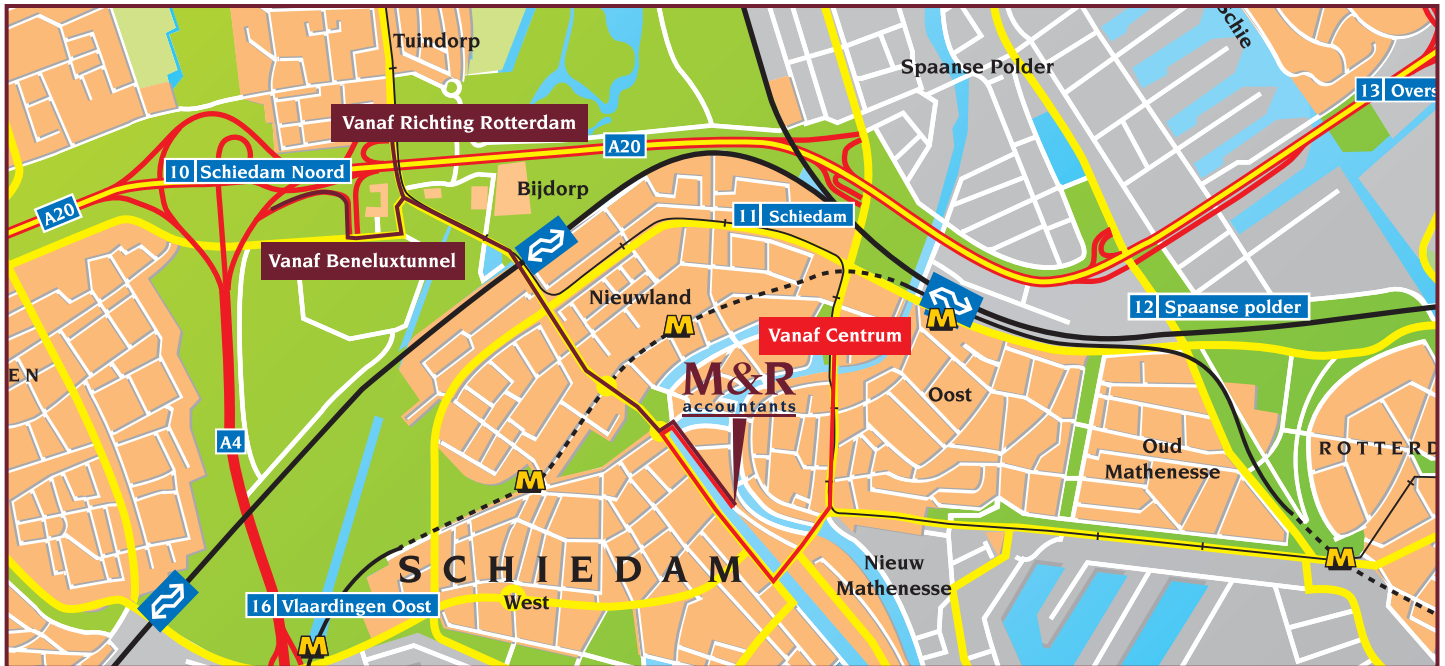 Tuindorp
Schie
Spaanse Polder
13 Overs
Vanaf Richting Rotterdam
A20
10 Schiedam Noord
Bijdorp
A20
11 Schiedam
Vanaf Beneluxtunnel
Nieuwland
M
M
12 Spaanse polder
Vanaf Centrum
EN
M&R
accountants
Oost
A4
Oud
Mathenesse
ROTTERD
M
SCHIEDAM
Nieuw
Mathenesse
M
16 Vlaardingen Oost
West
M